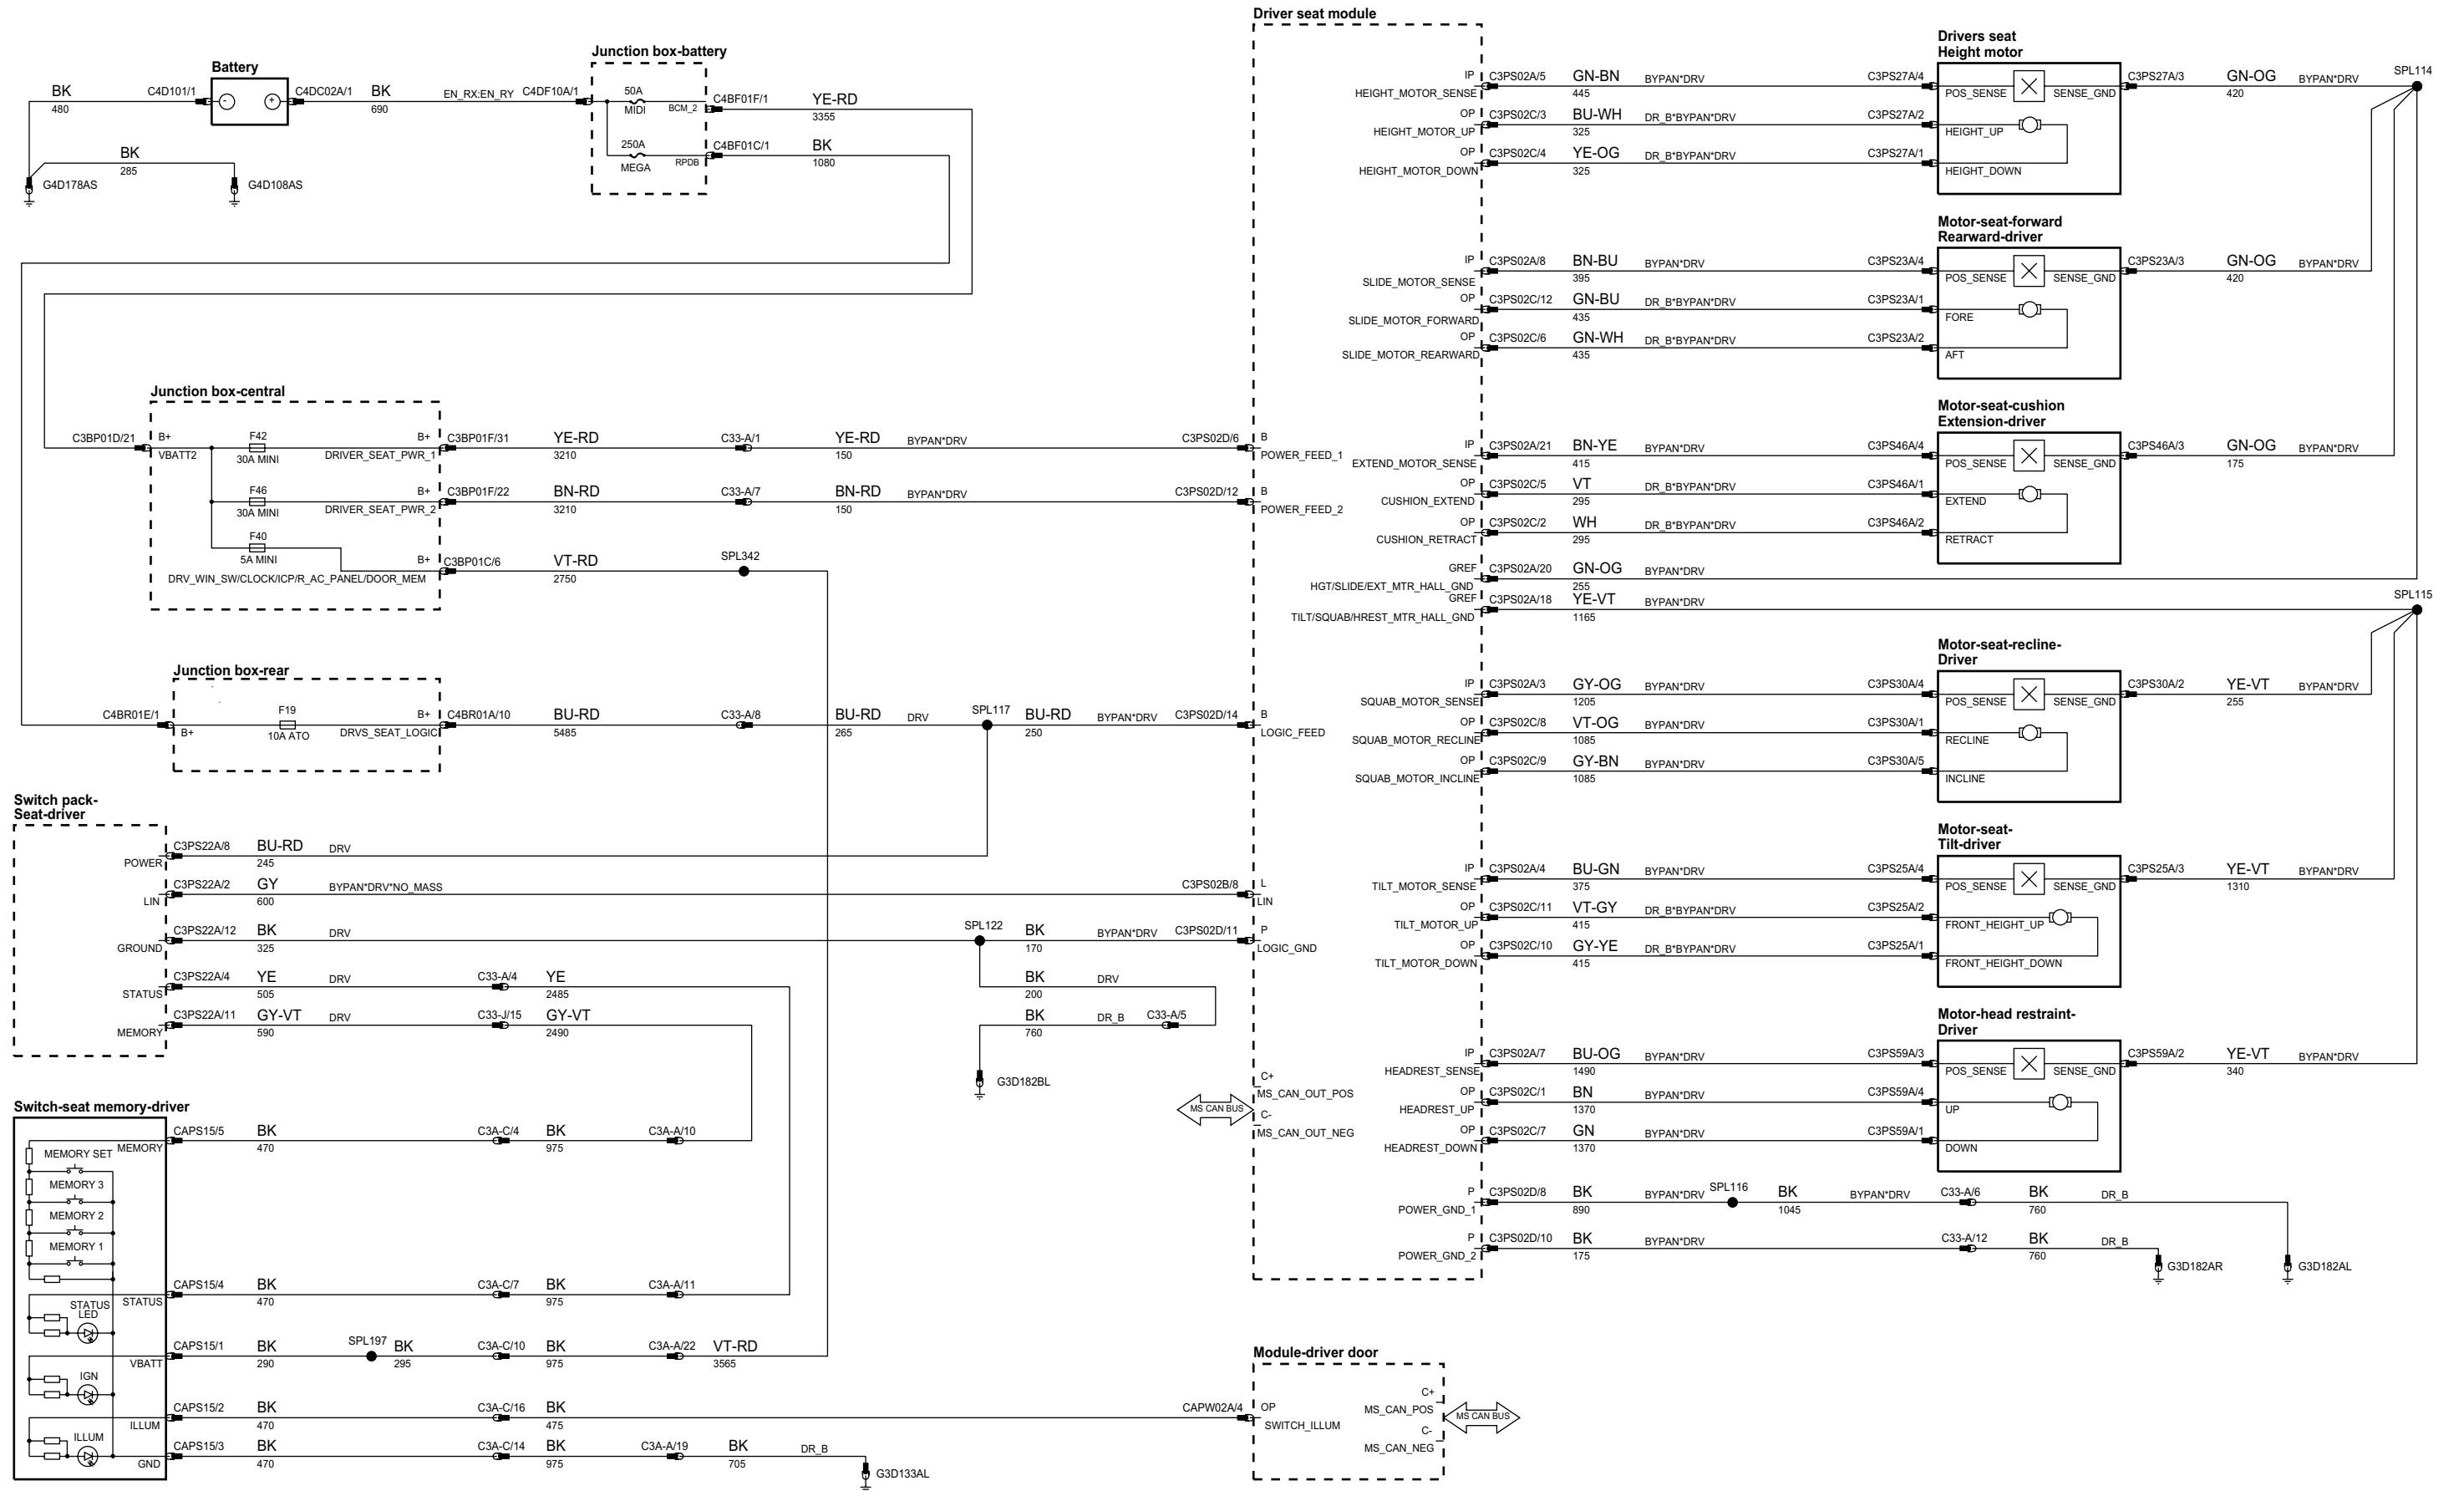 Driver seat module
Junction box-battery
Battery
BK
480
C4D101/1
-
+
C4DC02A/1
BK
690
EN_RX:EN_RY
C4DF10A/1
50A
MIDI
BCM_2
C4BF01F/1
YE-RD
3355
250A
MEGA
RPDB
C4BF01C/1
BK
1080
BK
285
G4D178AS
G4D108AS
Junction box-central
C3BP01D/21
B+
VBATT2
F42
30A MINI
B+
DRIVER_SEAT_PWR_1
C3BP01F/31
YE-RD
3210
C33-A/1
YE-RD
150
BYPAN*DRV
C3PS02D/6
B
POWER_FEED_1
F46
30A MINI
B+
DRIVER_SEAT_PWR_2
C3BP01F/22
BN-RD
3210
C33-A/7
BN-RD
150
BYPAN*DRV
C3PS02D/12
B
POWER_FEED_2
F40
5A MINI
B+
DRV_WIN_SW/CLOCK/ICP/R_AC_PANEL/DOOR_MEM
C3BP01C/6
VT-RD
2750
SPL342
Junction box-rear
C4BR01E/1
B+
F19
10A ATO
B+
DRVS_SEAT_LOGIC
C4BR01A/10
BU-RD
5485
C33-A/8
BU-RD
265
DRV
SPL117
BU-RD
250
BYPAN*DRV
C3PS02D/14
B
LOGIC_FEED
Switch pack-
Seat-driver
POWER
C3PS22A/8
BU-RD
245
DRV
LIN
C3PS22A/2
GY
600
BYPAN*DRV*NO_MASS
C3PS02B/8
L
LIN
GROUND
C3PS22A/12
BK
325
DRV
SPL122
BK
170
BYPAN*DRV
C3PS02D/11
P
LOGIC_GND
STATUS
C3PS22A/4
YE
505
DRV
C33-A/4
YE
2485
BK
200
DRV
MEMORY
C3PS22A/11
GY-VT
590
DRV
C33-J/15
GY-VT
2490
BK
760
DR_B
C33-A/5
G3D182BL
Switch-seat memory-driver
MEMORY
CAPS15/5
BK
470
C3A-C/4
BK
975
C3A-A/10
MEMORY SET
MEMORY 3
MEMORY 2
MEMORY 1
STATUS
CAPS15/4
BK
470
C3A-C/7
BK
975
C3A-A/11
STATUS
LED
VBATT
CAPS15/1
BK
290
SPL197
BK
295
C3A-C/10
BK
975
C3A-A/22
VT-RD
3565
IGN
ILLUM
CAPS15/2
BK
470
C3A-C/16
BK
475
CAPW02A/4
OP
SWITCH_ILLUM
ILLUM
GND
CAPS15/3
BK
470
C3A-C/14
BK
975
C3A-A/19
BK
705
DR_B
G3D133AL
C+
MS_CAN_OUT_POS
MS CAN BUS
C-
MS_CAN_OUT_NEG
Module-driver door
C+
MS_CAN_POS
MS CAN BUS
C-
MS_CAN_NEG
Drivers seat
Height motor
IP
HEIGHT_MOTOR_SENSE
C3PS02A/5
GN-BN
445
BYPAN*DRV
C3PS27A/4
POS_SENSE
SENSE_GND
C3PS27A/3
GN-OG
420
BYPAN*DRV
SPL114
OP
HEIGHT_MOTOR_UP
C3PS02C/3
BU-WH
325
DR_B*BYPAN*DRV
C3PS27A/2
HEIGHT_UP
OP
HEIGHT_MOTOR_DOWN
C3PS02C/4
YE-OG
325
DR_B*BYPAN*DRV
C3PS27A/1
HEIGHT_DOWN
Motor-seat-forward
Rearward-driver
IP
SLIDE_MOTOR_SENSE
C3PS02A/8
BN-BU
395
BYPAN*DRV
C3PS23A/4
POS_SENSE
SENSE_GND
C3PS23A/3
GN-OG
420
BYPAN*DRV
OP
SLIDE_MOTOR_FORWARD
C3PS02C/12
GN-BU
435
DR_B*BYPAN*DRV
C3PS23A/1
FORE
OP
SLIDE_MOTOR_REARWARD
C3PS02C/6
GN-WH
435
DR_B*BYPAN*DRV
C3PS23A/2
AFT
Motor-seat-cushion
Extension-driver
IP
EXTEND_MOTOR_SENSE
C3PS02A/21
BN-YE
415
BYPAN*DRV
C3PS46A/4
POS_SENSE
SENSE_GND
C3PS46A/3
GN-OG
175
BYPAN*DRV
OP
CUSHION_EXTEND
C3PS02C/5
VT
295
DR_B*BYPAN*DRV
C3PS46A/1
EXTEND
OP
CUSHION_RETRACT
C3PS02C/2
WH
295
DR_B*BYPAN*DRV
C3PS46A/2
RETRACT
GREF
HGT/SLIDE/EXT_MTR_HALL_GND
C3PS02A/20
GN-OG
255
BYPAN*DRV
GREF
TILT/SQUAB/HREST_MTR_HALL_GND
C3PS02A/18
YE-VT
1165
BYPAN*DRV
SPL115
Motor-seat-recline-
Driver
IP
SQUAB_MOTOR_SENSE
C3PS02A/3
GY-OG
1205
BYPAN*DRV
C3PS30A/4
POS_SENSE
SENSE_GND
C3PS30A/2
YE-VT
255
BYPAN*DRV
OP
SQUAB_MOTOR_RECLINE
C3PS02C/8
VT-OG
1085
BYPAN*DRV
C3PS30A/1
RECLINE
OP
SQUAB_MOTOR_INCLINE
C3PS02C/9
GY-BN
1085
BYPAN*DRV
C3PS30A/5
INCLINE
Motor-seat-
Tilt-driver
IP
TILT_MOTOR_SENSE
C3PS02A/4
BU-GN
375
BYPAN*DRV
C3PS25A/4
POS_SENSE
SENSE_GND
C3PS25A/3
YE-VT
1310
BYPAN*DRV
OP
TILT_MOTOR_UP
C3PS02C/11
VT-GY
415
DR_B*BYPAN*DRV
C3PS25A/2
FRONT_HEIGHT_UP
OP
TILT_MOTOR_DOWN
C3PS02C/10
GY-YE
415
DR_B*BYPAN*DRV
C3PS25A/1
FRONT_HEIGHT_DOWN
Motor-head restraint-
Driver
IP
HEADREST_SENSE
C3PS02A/7
BU-OG
1490
BYPAN*DRV
C3PS59A/3
POS_SENSE
SENSE_GND
C3PS59A/2
YE-VT
340
BYPAN*DRV
OP
HEADREST_UP
C3PS02C/1
BN
1370
BYPAN*DRV
C3PS59A/4
UP
OP
HEADREST_DOWN
C3PS02C/7
GN
1370
BYPAN*DRV
C3PS59A/1
DOWN
P
POWER_GND_1
C3PS02D/8
BK
890
BYPAN*DRV
SPL116
BK
1045
BYPAN*DRV
C33-A/6
BK
760
DR_B
P
POWER_GND_2
C3PS02D/10
BK
175
BYPAN*DRV
C33-A/12
BK
760
DR_B
G3D182AR
G3D182AL